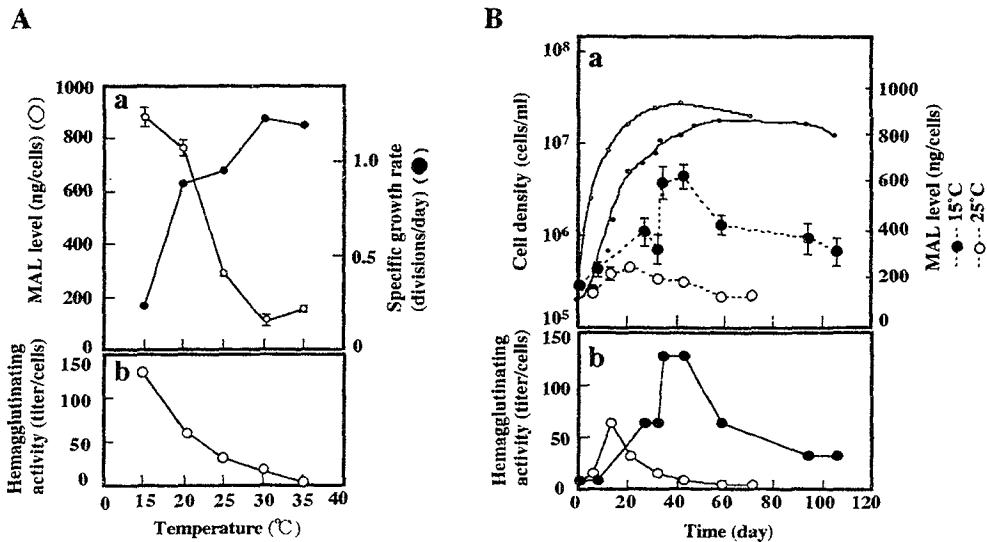 A
a
MAL level (ng/cells) (○)
1000
800
600
400
200
0
1.0
0.5
0
Specific growth rate
(divisions/day) (●)
b
Hemagglutinating
activity (titer/cells)
150
100
50
0
0 15 20 25 30 35 40
Temperature (℃)
B
a
Cell density (cells/ml)
10⁸
10⁷
10⁶
10⁵
1000
800
600
400
200
0
MAL level (ng/cells)
15°C
25°C
b
Hemagglutinating
activity (titer/cells)
150
100
50
0
0 20 40 60 80 100 120
Time (day)